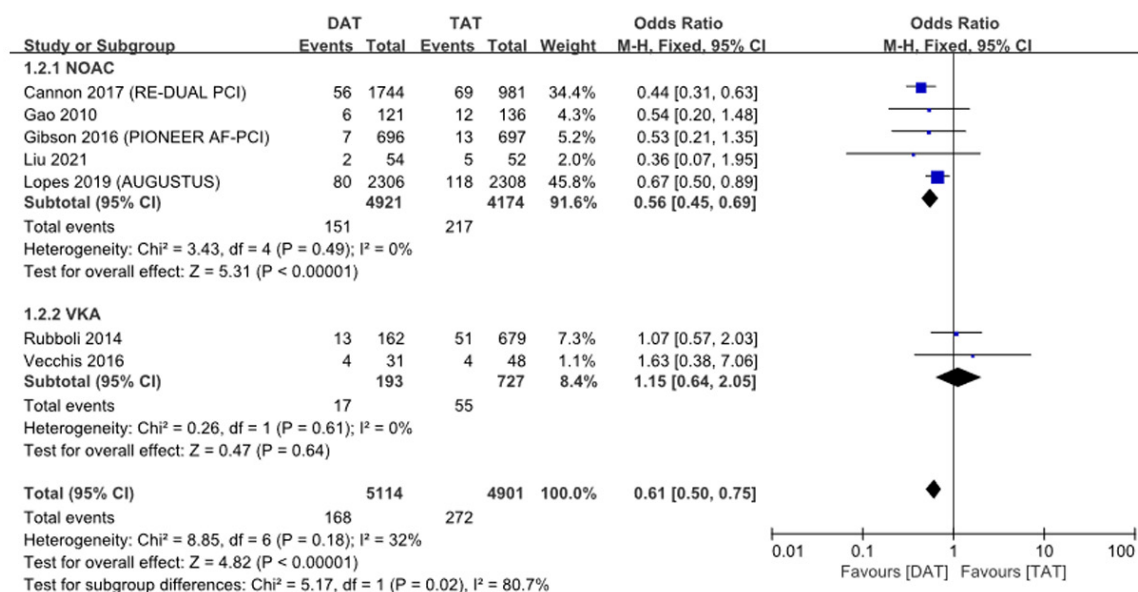 DAT TAT Odds Ratio Odds Ratio
Study or Subgroup Events Total Events Total Weight M-H, Fixed, 95% CI M-H, Fixed, 95% CI
1.2.1 NOAC
Cannon 2017 (RE-DUAL PCI) 56 1744 69 981 34.4% 0.44 [0.31, 0.63]
Gao 2010 6 121 12 136 4.3% 0.54 [0.20, 1.48]
Gibson 2016 (PIONEER AF-PCI) 7 696 13 697 5.2% 0.53 [0.21, 1.35]
Liu 2021 2 54 5 52 2.0% 0.36 [0.07, 1.95]
Lopes 2019 (AUGUSTUS) 80 2306 118 2308 45.8% 0.67 [0.50, 0.89]
Subtotal (95% CI) 4921 4174 91.6% 0.56 [0.45, 0.69]
Total events 151 217
Heterogeneity: Chi² = 3.43, df = 4 (P = 0.49); I² = 0%
Test for overall effect: Z = 5.31 (P < 0.00001)
1.2.2 VKA
Rubboli 2014 13 162 51 679 7.3% 1.07 [0.57, 2.03]
Vecchis 2016 4 31 4 48 1.1% 1.63 [0.38, 7.06]
Subtotal (95% CI) 193 727 8.4% 1.15 [0.64, 2.05]
Total events 17 55
Heterogeneity: Chi² = 0.26, df = 1 (P = 0.61); I² = 0%
Test for overall effect: Z = 0.47 (P = 0.64)
Total (95% CI) 5114 4901 100.0% 0.61 [0.50, 0.75]
Total events 168 272
Heterogeneity: Chi² = 8.85, df = 6 (P = 0.18); I² = 32%
Test for overall effect: Z = 4.82 (P < 0.00001)
Test for subgroup differences: Chi² = 5.17, df = 1 (P = 0.02), I² = 80.7%
0.01 0.1 1 10 100
Favours [DAT] Favours [TAT]